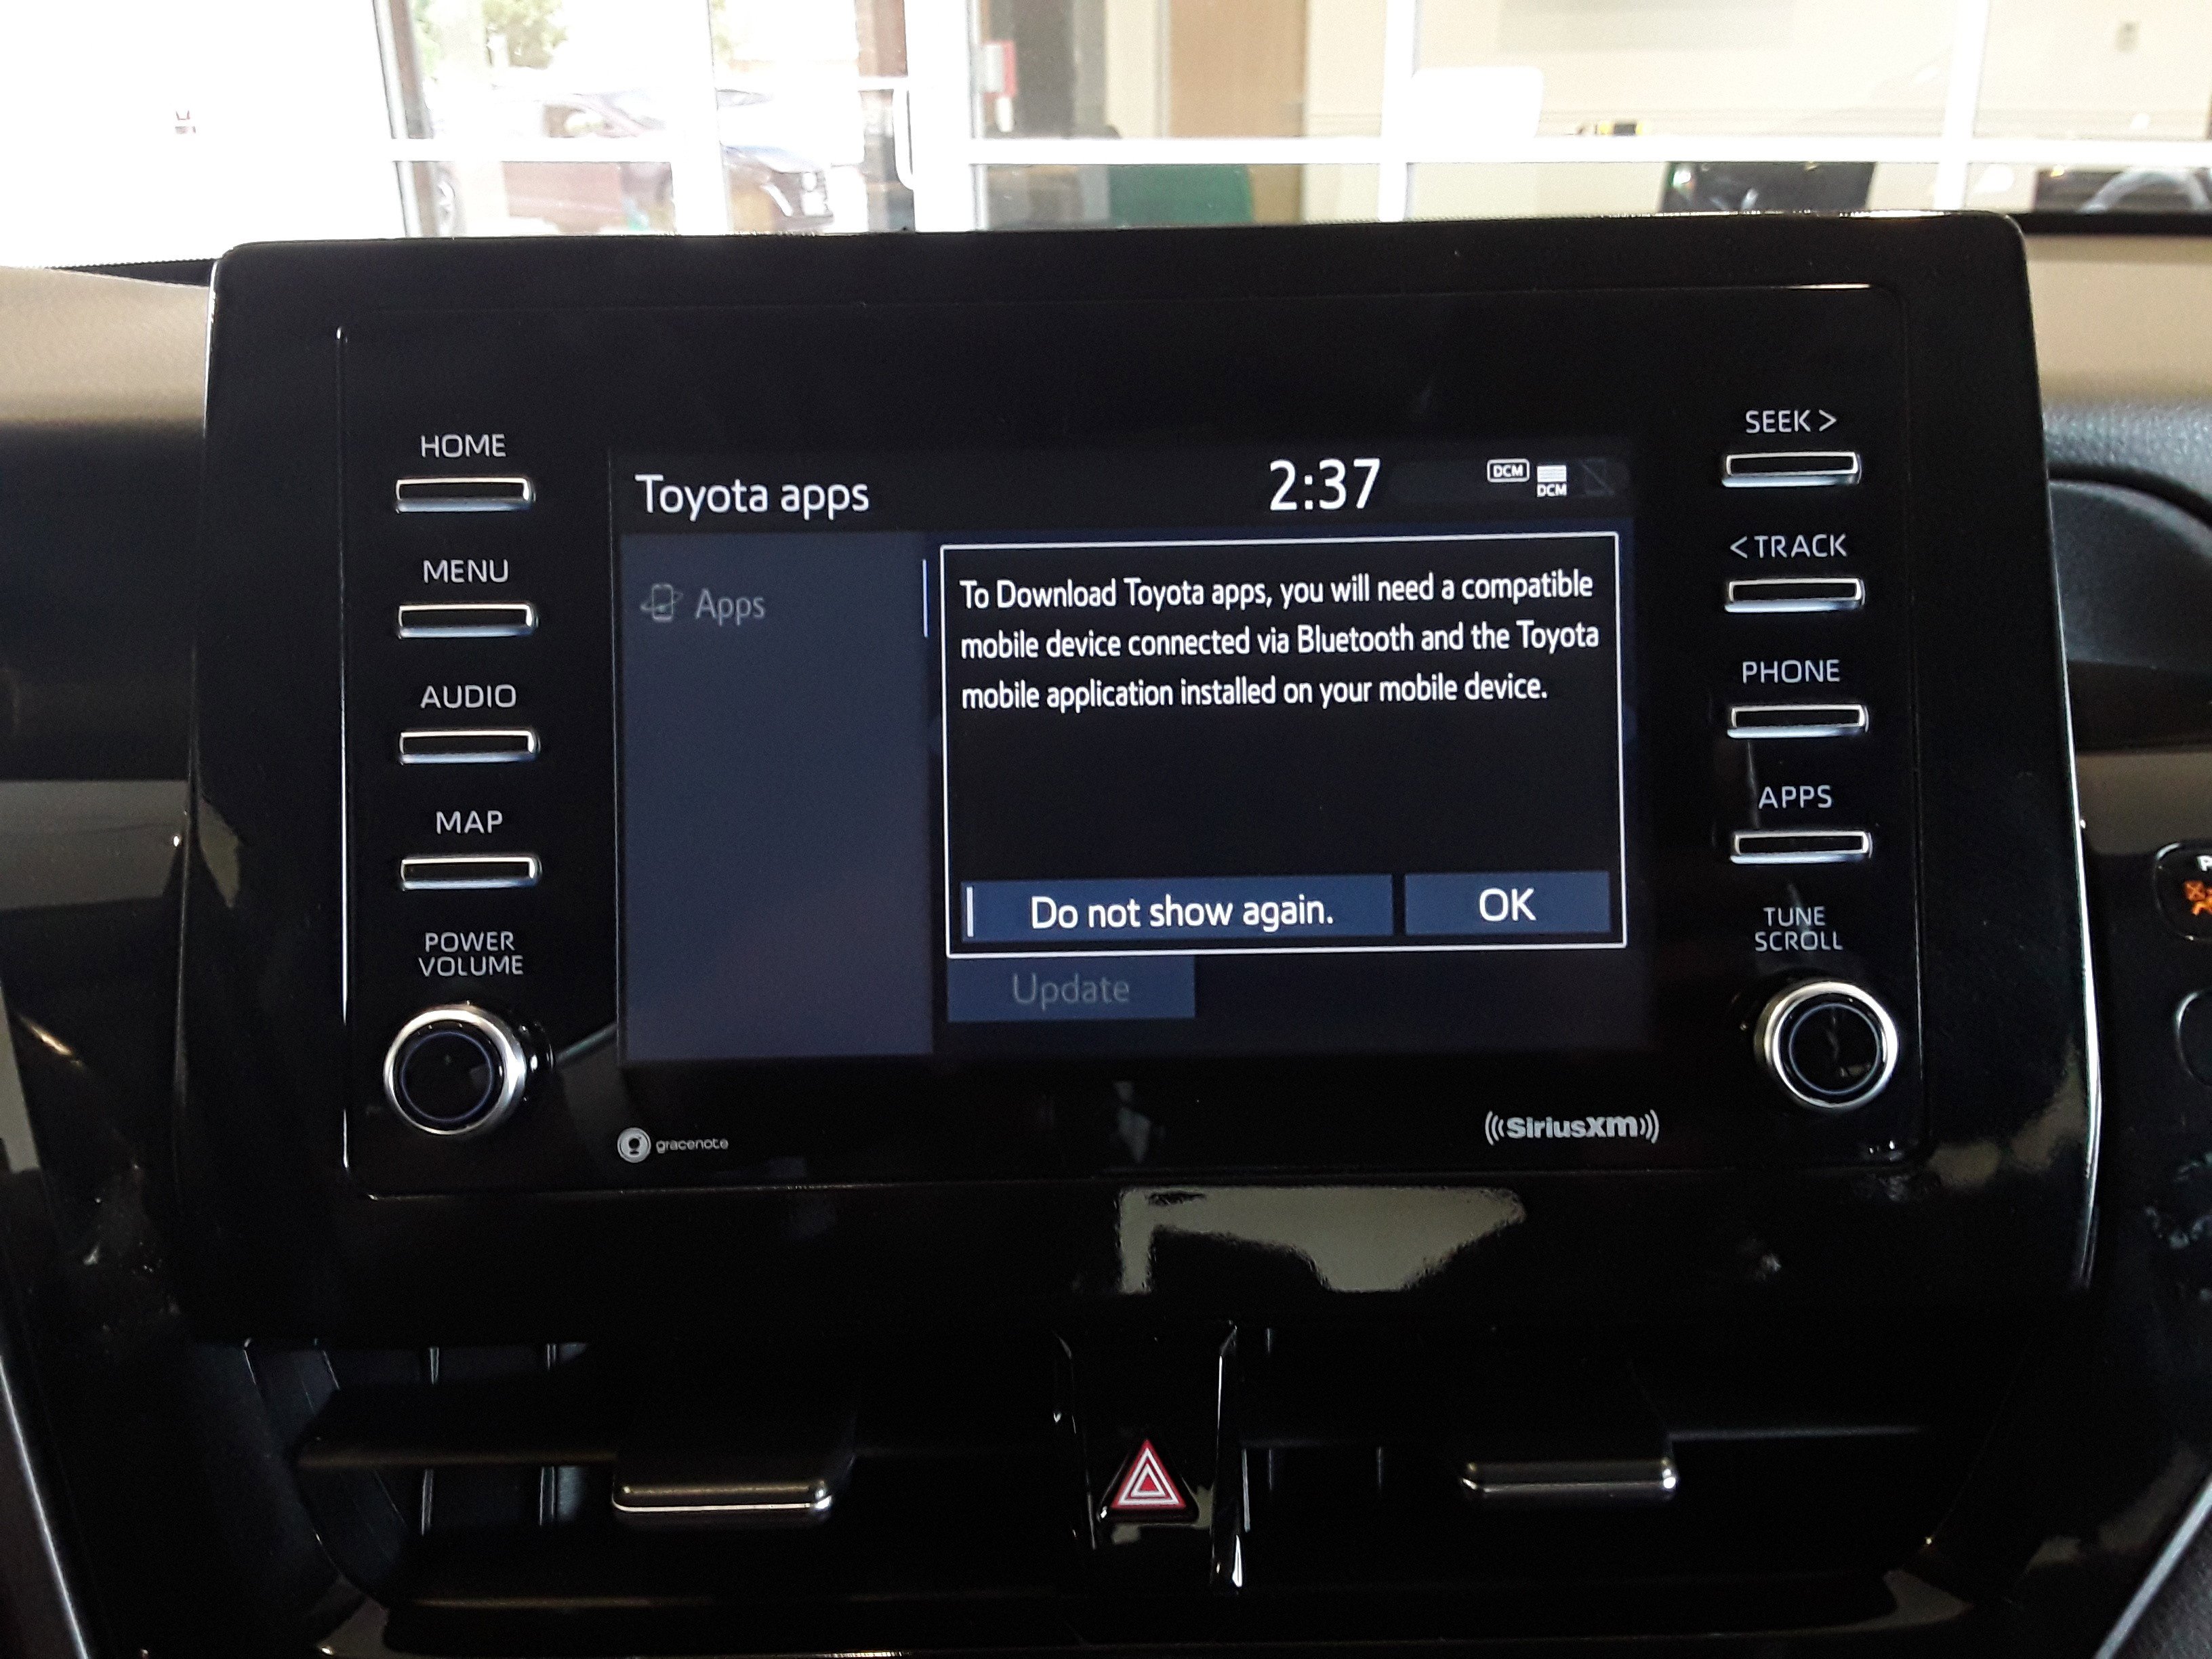 HOME
MENU
AUDIO
MAP
POWER
VOLUME
Toyota apps
2:37
DCM
DCM
Apps
To Download Toyota apps, you will need a compatible
mobile device connected via Bluetooth and the Toyota
mobile application installed on your mobile device.
Do not show again.
OK
Update
gracenote
((SiriusXM))
SEEK >
< TRACK
PHONE
APPS
TUNE
SCROLL